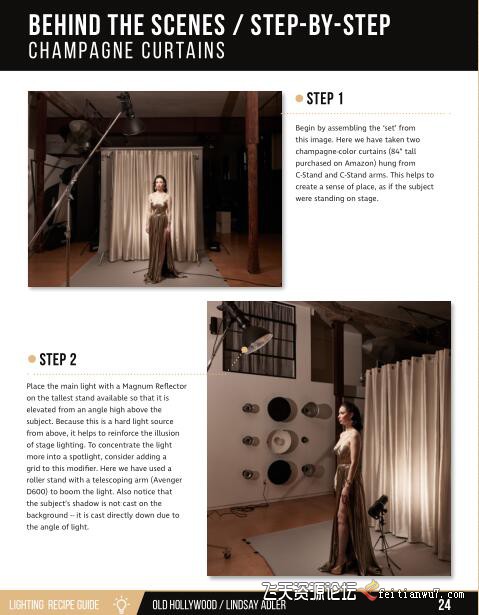 BEHIND THE SCENES / STEP-BY-STEP
CHAMPAGNE CURTAINS
STEP 1
Begin by assembling the 'set' from
this image. Here we have taken two
champagne-color curtains (84" tall
purchased on Amazon) hung from
C-Stand and C-Stand arms. This helps to
create a sense of place, as if the subject
were standing on stage.
STEP 2
Place the main light with a Magnum Reflector
on the tallest stand available so that it is
elevated from an angle high above the
subject. Because this is a hard light source
from above, it helps to reinforce the illusion
of stage lighting. To concentrate the light
more into a spotlight, consider adding a
grid to this modifier. Here we have used a
roller stand with a telescoping arm (Avenger
D600) to boom the light. Also notice that
the subject's shadow is not cast on the
background – it is cast directly down due to
the angle of light.
飞天资源论坛 feitianwu7.com
LIGHTING RECIPE GUIDE OLD HOLLYWOOD / LINDSAY ADLER 24